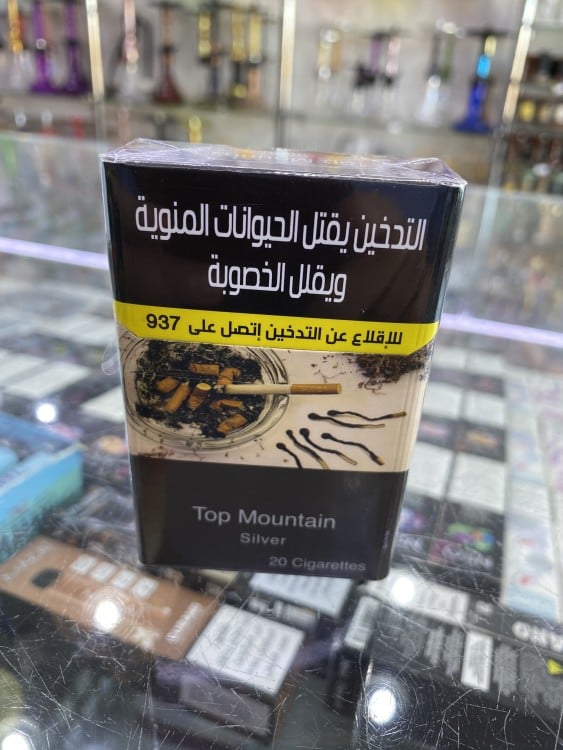 التدخين يقتل الحيوانات المنوية
ويقلل الخصوبة
للإقلاع عن التدخين إتصل على 937
Top Mountain
Silver
20 Cigarettes